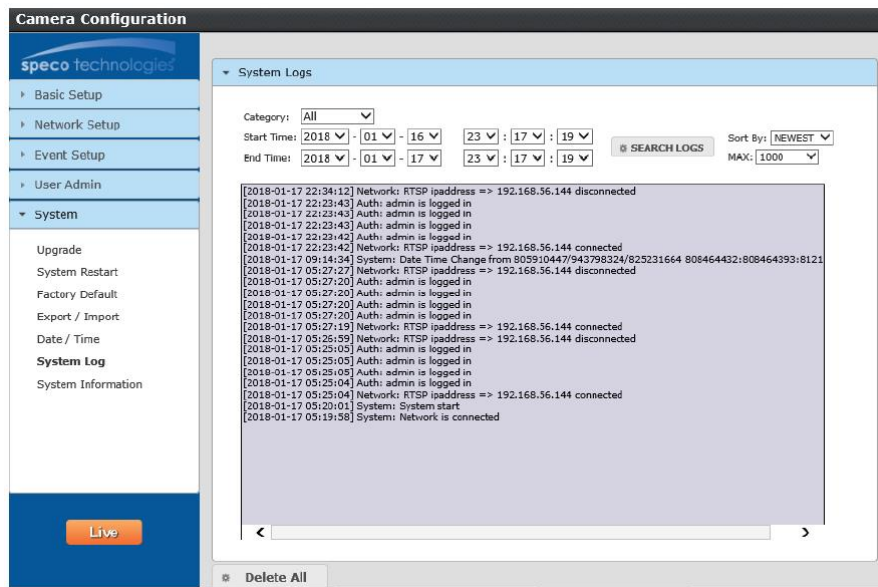 Camera Configuration
speco technologies
Basic Setup
Network Setup
Event Setup
User Admin
System
Upgrade
System Restart
Factory Default
Export / Import
Date / Time
System Log
System Information
Live
System Logs
Category: All
Start Time: 2018 - 01 - 16 23 : 17 : 19
End Time: 2018 - 01 - 17 23 : 17 : 19
SEARCH LOGS
Sort By: NEWEST
MAX: 1000
[2018-01-17 22:34:12] Network: RTSP ipaddress => 192.168.56.144 disconnected
[2018-01-17 22:23:43] Auth: admin is logged in
[2018-01-17 22:23:43] Auth: admin is logged in
[2018-01-17 22:23:43] Auth: admin is logged in
[2018-01-17 22:23:42] Auth: admin is logged in
[2018-01-17 22:23:42] Network: RTSP ipaddress => 192.168.56.144 connected
[2018-01-17 09:14:34] System: Date Time Change from 805910447/943798324/825231664 808464432:808464393:8121
[2018-01-17 05:27:27] Network: RTSP ipaddress => 192.168.56.144 disconnected
[2018-01-17 05:27:20] Auth: admin is logged in
[2018-01-17 05:27:20] Auth: admin is logged in
[2018-01-17 05:27:20] Auth: admin is logged in
[2018-01-17 05:27:20] Auth: admin is logged in
[2018-01-17 05:27:19] Network: RTSP ipaddress => 192.168.56.144 connected
[2018-01-17 05:26:59] Network: RTSP ipaddress => 192.168.56.144 disconnected
[2018-01-17 05:25:05] Auth: admin is logged in
[2018-01-17 05:25:05] Auth: admin is logged in
[2018-01-17 05:25:05] Auth: admin is logged in
[2018-01-17 05:25:04] Auth: admin is logged in
[2018-01-17 05:25:04] Network: RTSP ipaddress => 192.168.56.144 connected
[2018-01-17 05:20:01] System: System start
[2018-01-17 05:19:58] System: Network is connected
Delete All